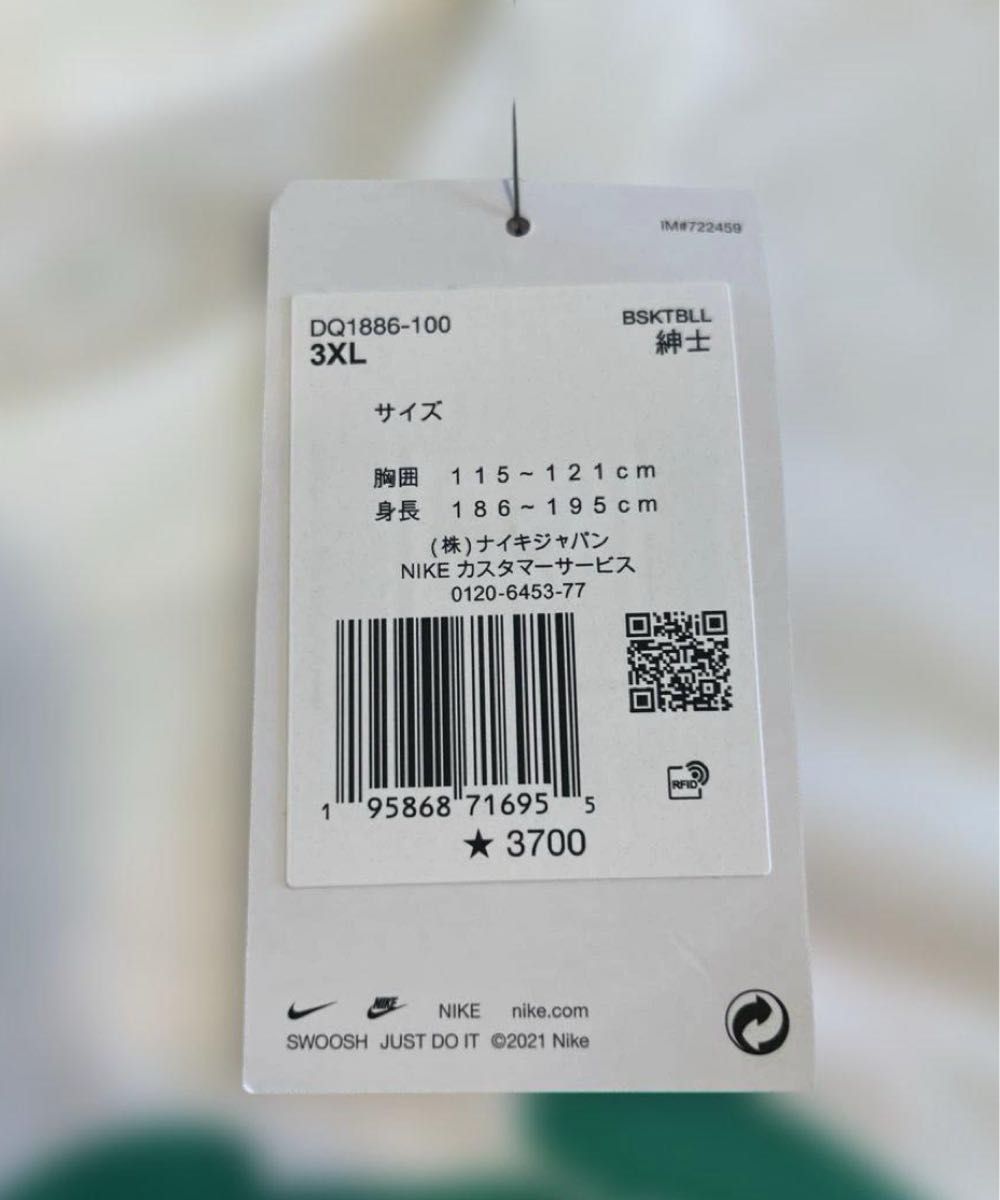 IM#722459
DQ1886-100
BSKTBLL
3XL
紳士
サイズ
胸囲 115~121cm
身長 186~195cm
(株)ナイキジャパン
NIKE カスタマーサービス
0120-6453-77
RFID
1 95868 71695 5
★ 3700
NIKE NIKE nike.com
SWOOSH JUST DO IT ©2021 Nike